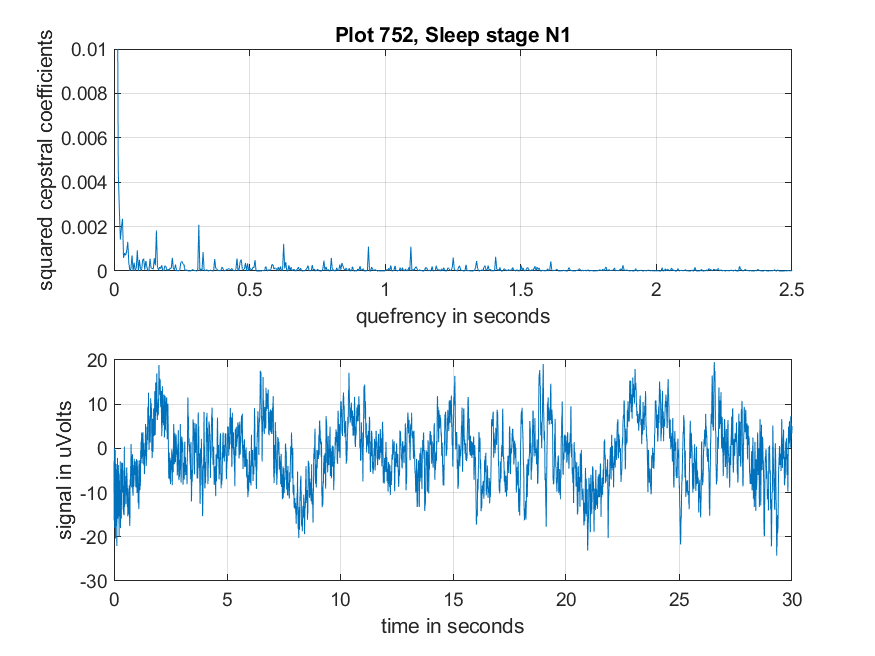 Plot 752, Sleep stage N1
squared cepstral coefficients
0.01
0.008
0.006
0.004
0.002
0
0 0.5 1 1.5 2 2.5
quefrency in seconds
signal in uVolts
20
10
0
-10
-20
-30
0 5 10 15 20 25 30
time in seconds